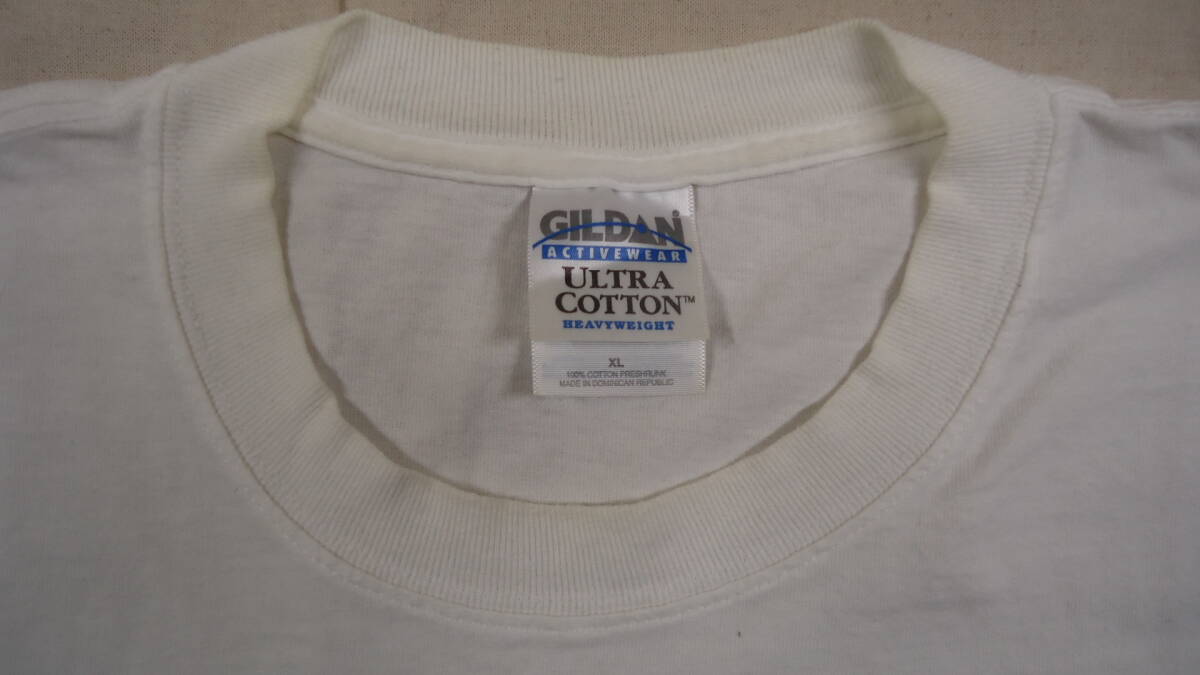 GILDAN
ACTIVEWEAR
ULTRA
COTTON™
HEAVYWEIGHT
XL
100% COTTON PRESHRUNK
MADE IN DOMINICAN REPUBLIC